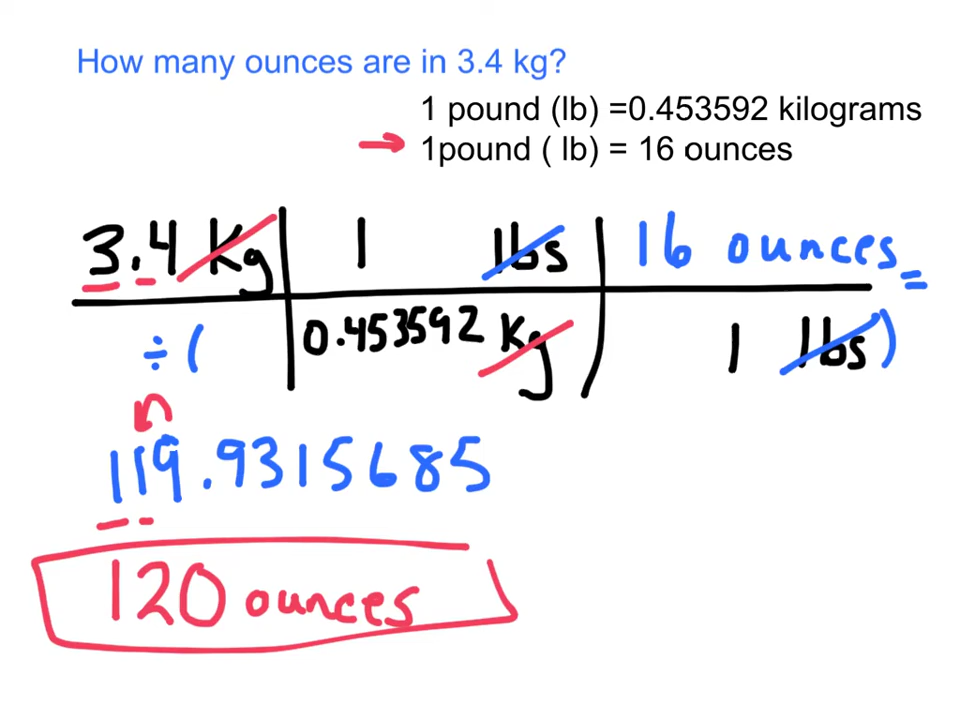 How many ounces are in 3.4 kg?
1 pound (lb) =0.453592 kilograms
→ 1pound ( lb) = 16 ounces
3.4 Kg 1 lbs 16 ounces =
÷( 0.453592 Kg 1 lbs)
119.9315685
120 ounces